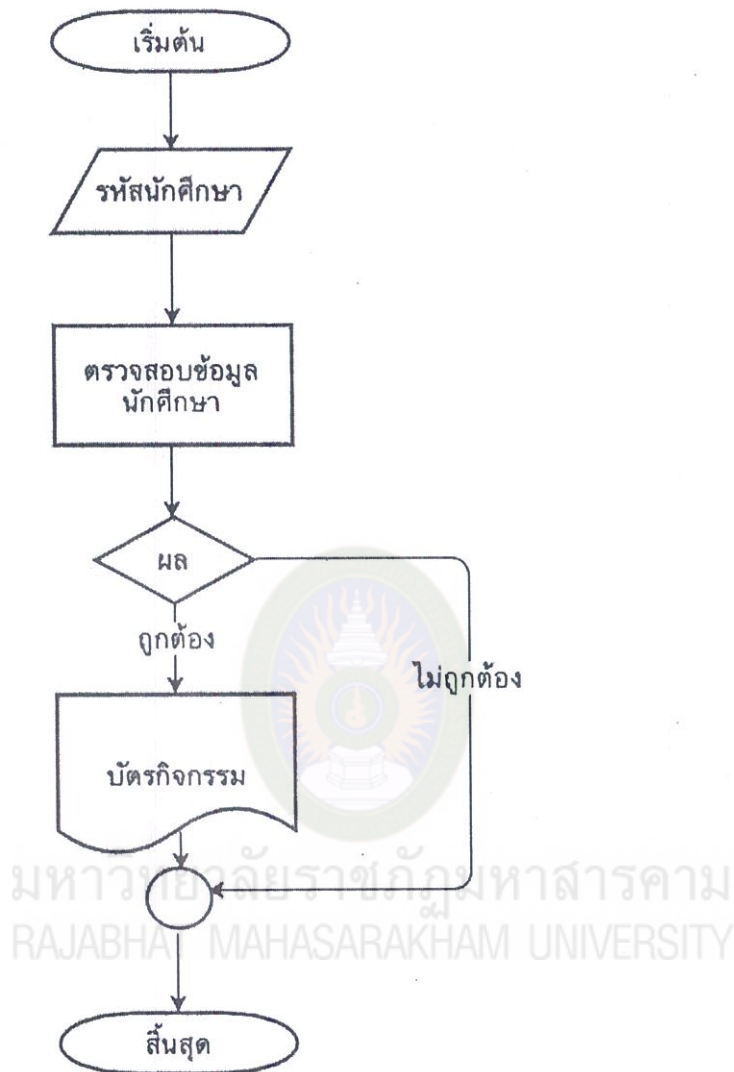 เริ่มต้น
รหัสนักศึกษา
ตรวจสอบข้อมูล
นักศึกษา
ผล
ถูกต้อง
ไม่ถูกต้อง
บัตรกิจกรรม
มหาวิทยาลัยราชภัฏมหาสารคาม
RAJABHAT MAHASARAKHAM UNIVERSITY
สิ้นสุด